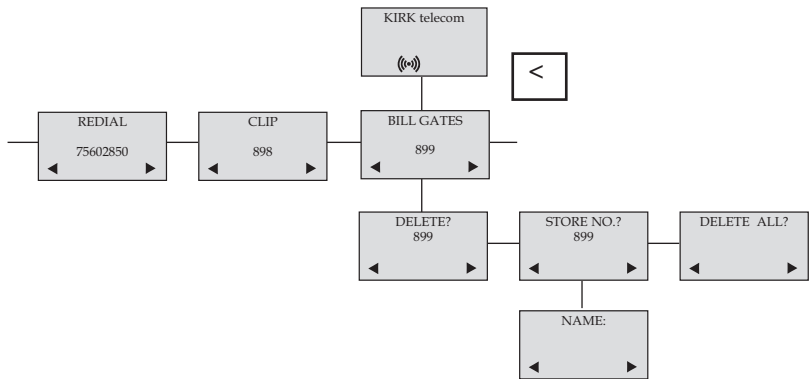 KIRK telecom
<
REDIAL
75602850
CLIP
898
BILL GATES
899
DELETE?
899
STORE NO.?
899
DELETE ALL?
NAME: